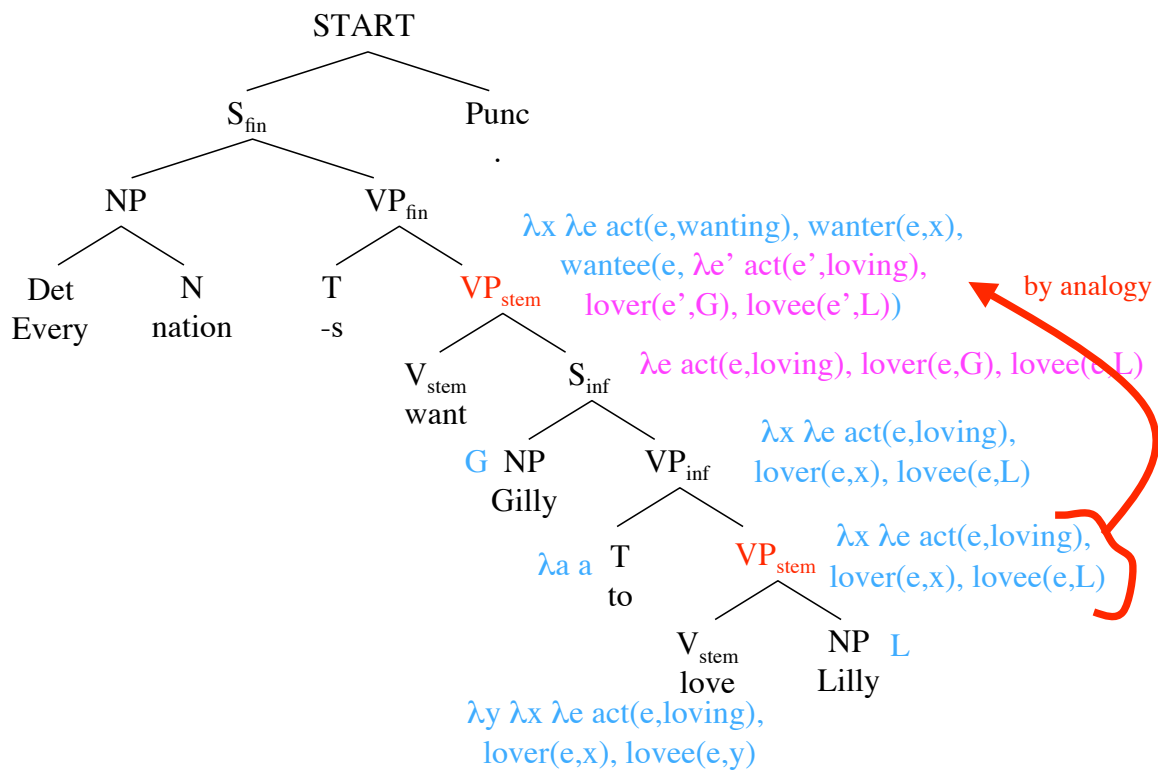 START
S_fin Punc
.
NP VP_fin
λx λe act(e,wanting), wanter(e,x),
wantee(e, λe’ act(e’,loving),
lover(e’,G), lovee(e’,L))
by analogy
Det N T VP_stem
Every nation -s
V_stem S_inf
want
λe act(e,loving), lover(e,G), lovee(e,L)
G NP VP_inf
Gilly
λx λe act(e,loving),
lover(e,x), lovee(e,L)
λa a T VP_stem
to
λx λe act(e,loving),
lover(e,x), lovee(e,L)
V_stem NP L
love Lilly
λy λx λe act(e,loving),
lover(e,x), lovee(e,y)